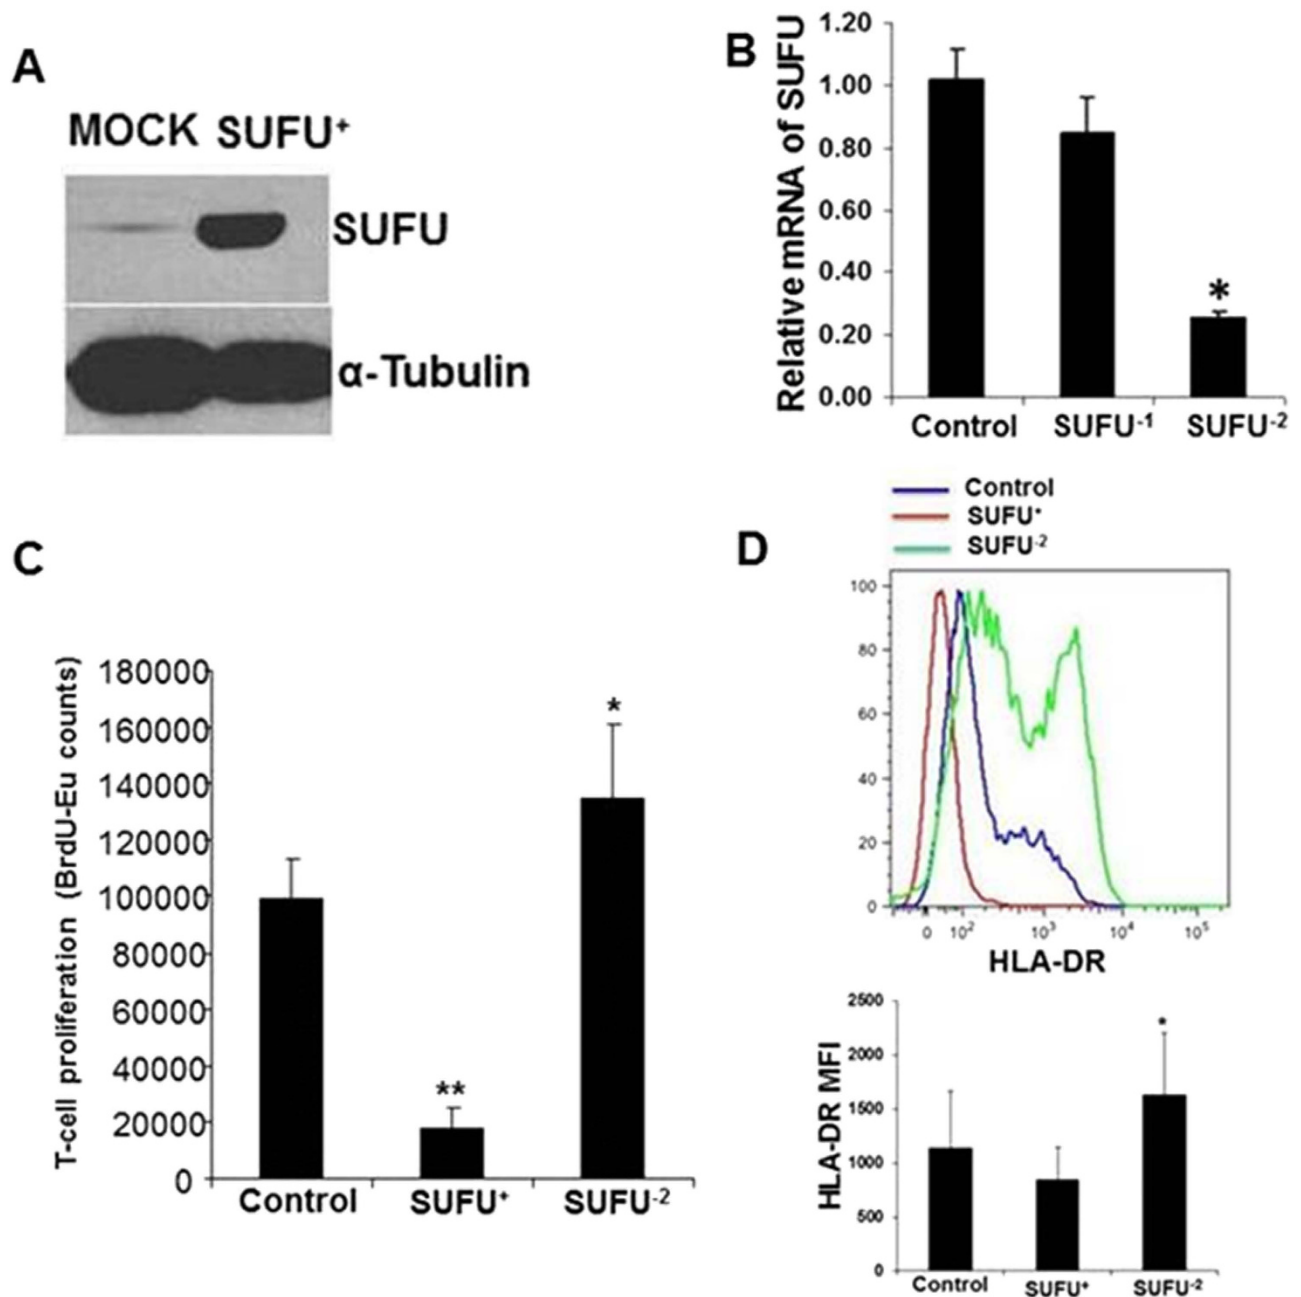 A
MOCK SUFU⁺
SUFU
α-Tubulin
B
Relative mRNA of SUFU
1.20
1.00
0.80
0.60
0.40
0.20
0.00
*
Control SUFU⁻¹ SUFU⁻²
C
T-cell proliferation (BrdU-Eu counts)
180000
160000
140000
120000
100000
80000
60000
40000
20000
0
**
*
Control SUFU⁺ SUFU⁻²
D
Control
SUFU⁺
SUFU⁻²
100
80
60
40
20
0
0 10² 10³ 10⁴ 10⁵
HLA-DR
HLA-DR MFI
2500
2000
1500
1000
500
0
*
Control SUFU⁺ SUFU⁻²